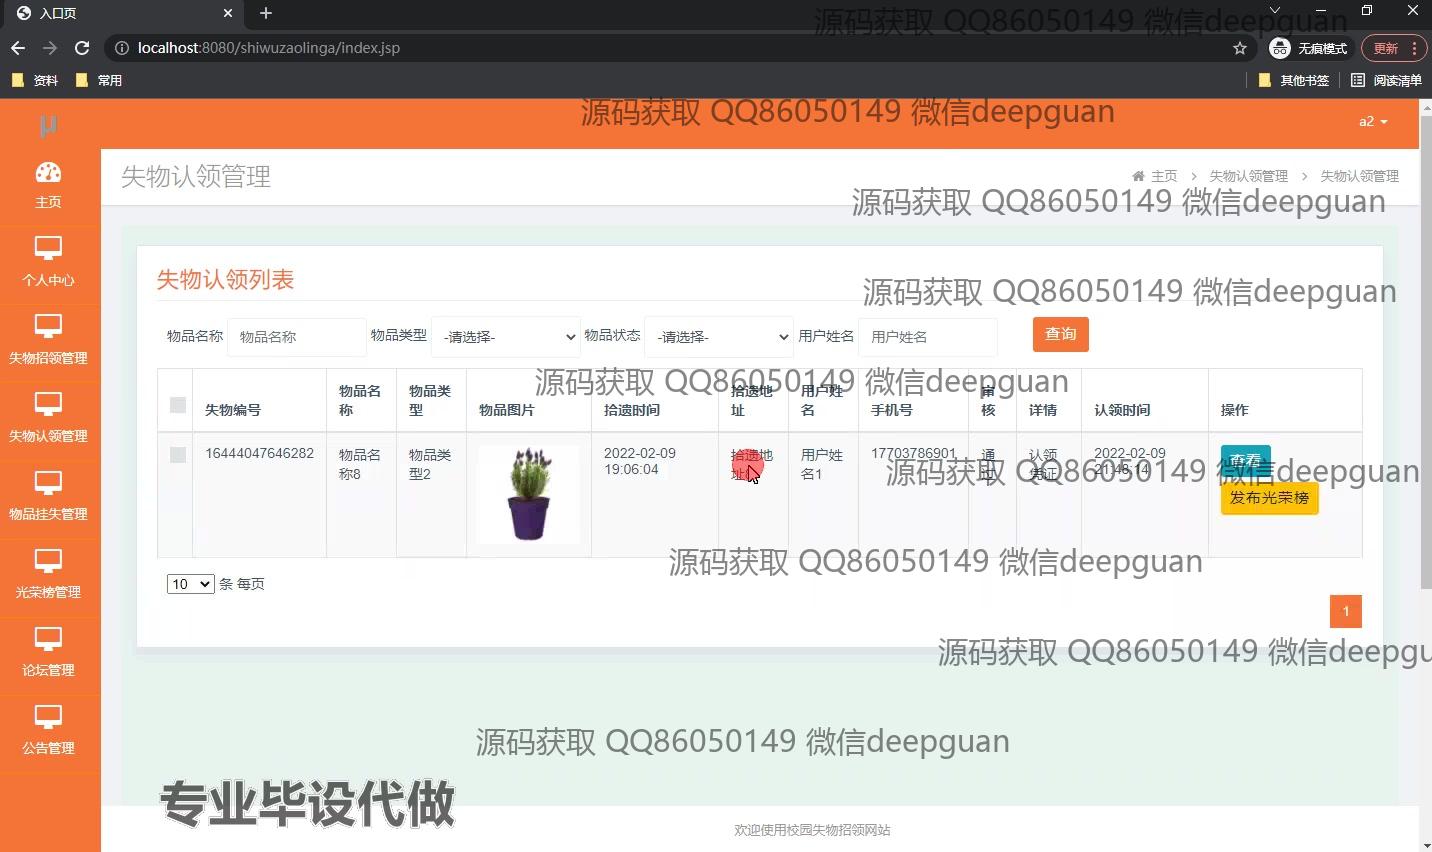 入口页
localhost:8080/shiwuzaolinga/index.jsp
无痕模式
更新
资料
常用
其他书签
阅读清单
源码获取 QQ86050149 微信deepguan
μ
源码获取 QQ86050149 微信deepguan
a2
主页
个人中心
失物招领管理
失物认领管理
物品挂失管理
光荣榜管理
论坛管理
公告管理
失物认领管理
主页 > 失物认领管理 > 失物认领管理
源码获取 QQ86050149 微信deepguan
失物认领列表
源码获取 QQ86050149 微信deepguan
物品名称 物品名称 物品类型 -请选择- 物品状态 -请选择- 用户姓名 用户姓名 查询
源码获取 QQ86050149 微信deepguan
失物编号 物品名称 物品类型 物品图片 拾遗时间 拾遗地址 用户姓名 手机号 审核 详情 认领时间 操作
16444047646282 物品名称8 物品类型2 2022-02-09 19:06:04 拾遗地 用户姓名1 17703786901 通过 认领凭证 2022-02-09 21:48:14 查看
发布光荣榜
源码获取 QQ86050149 微信deepguan
源码获取 QQ86050149 微信deepguan
10 条 每页
1
源码获取 QQ86050149 微信deepgu
源码获取 QQ86050149 微信deepguan
专业毕设代做
欢迎使用校园失物招领网站